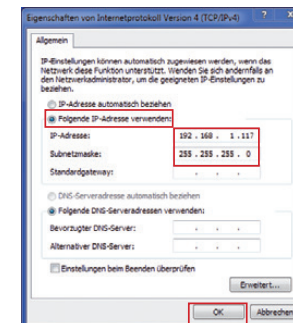 Eigenschaften von Internetprotokoll Version 4 (TCP/IPv4)
Allgemein
IP-Einstellungen können automatisch zugewiesen werden, wenn das
Netzwerk diese Funktion unterstützt. Wenden Sie sich andernfalls an
den Netzwerkadministrator, um die geeigneten IP-Einstellungen zu
beziehen.
IP-Adresse automatisch beziehen
Folgende IP-Adresse verwenden:
IP-Adresse: 192 . 168 . 1 . 117
Subnetzmaske: 255 . 255 . 255 . 0
Standardgateway: . . .
DNS-Serveradresse automatisch beziehen
Folgende DNS-Serveradressen verwenden:
Bevorzugter DNS-Server: . . .
Alternativer DNS-Server: . . .
Einstellungen beim Beenden überprüfen
Erweitert...
OK Abbrechen